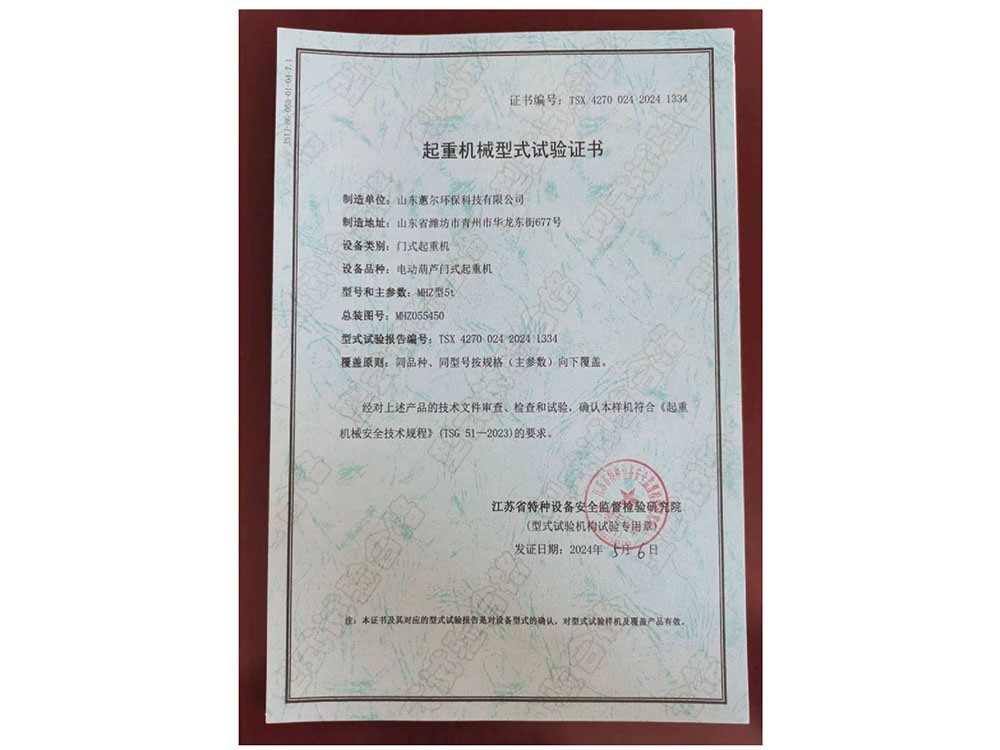 证书编号：TSX 4270 024 2024 1334
起重机械型式试验证书
制造单位：山东蕙尔环保科技有限公司
制造地址：山东省潍坊市青州市华龙东街677号
设备类别：门式起重机
设备品种：电动葫芦门式起重机
型号和主参数：MHZ型5t
总装图号：MHZ055450
型式试验报告编号：TSX 4270 024 2024 1334
覆盖原则：同品种、同型号按规格（主参数）向下覆盖。
经对上述产品的技术文件审查、检查和试验，确认本样机符合《起重
机械安全技术规程》(TSG 51—2023)的要求。
江苏省特种设备安全监督检验研究院
(型式试验机构试验专用章)
发证日期：2024年 5月 6日
注：本证书及其对应的型式试验报告是对设备型式的确认，对型式试验样机及覆盖产品有效。